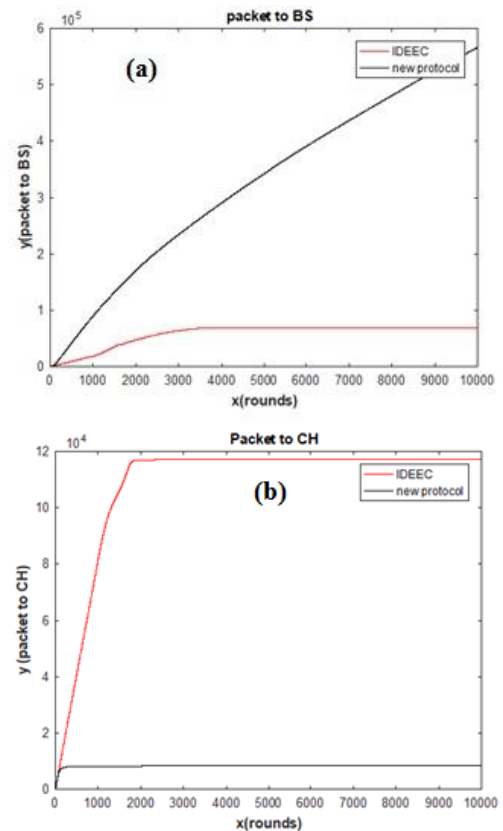 packet to BS
6 ×10^5
(a)
IDEEC
new protocol
5
4
3
2
1
0
y(packet to BS)
0 1000 2000 3000 4000 5000 6000 7000 8000 9000 10000
x(rounds)
Packet to CH
12 ×10^4
(b)
IDEEC
new protocol
10
8
6
4
2
0
y (packet to CH)
0 1000 2000 3000 4000 5000 6000 7000 8000 9000 10000
x(rounds)